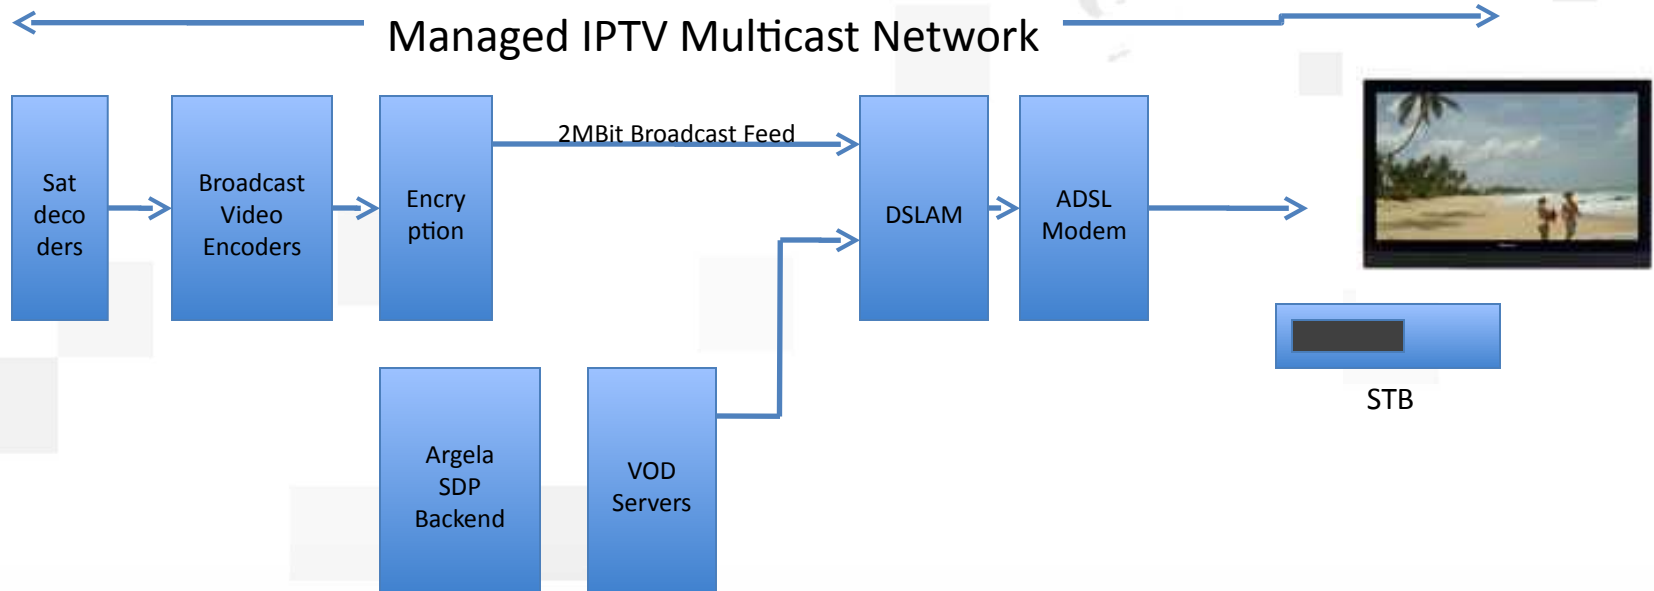 Managed IPTV Multicast Network
Sat
deco
ders
Broadcast
Video
Encoders
Encry
ption
2MBit Broadcast Feed
DSLAM
ADSL
Modem
STB
Argela
SDP
Backend
VOD
Servers